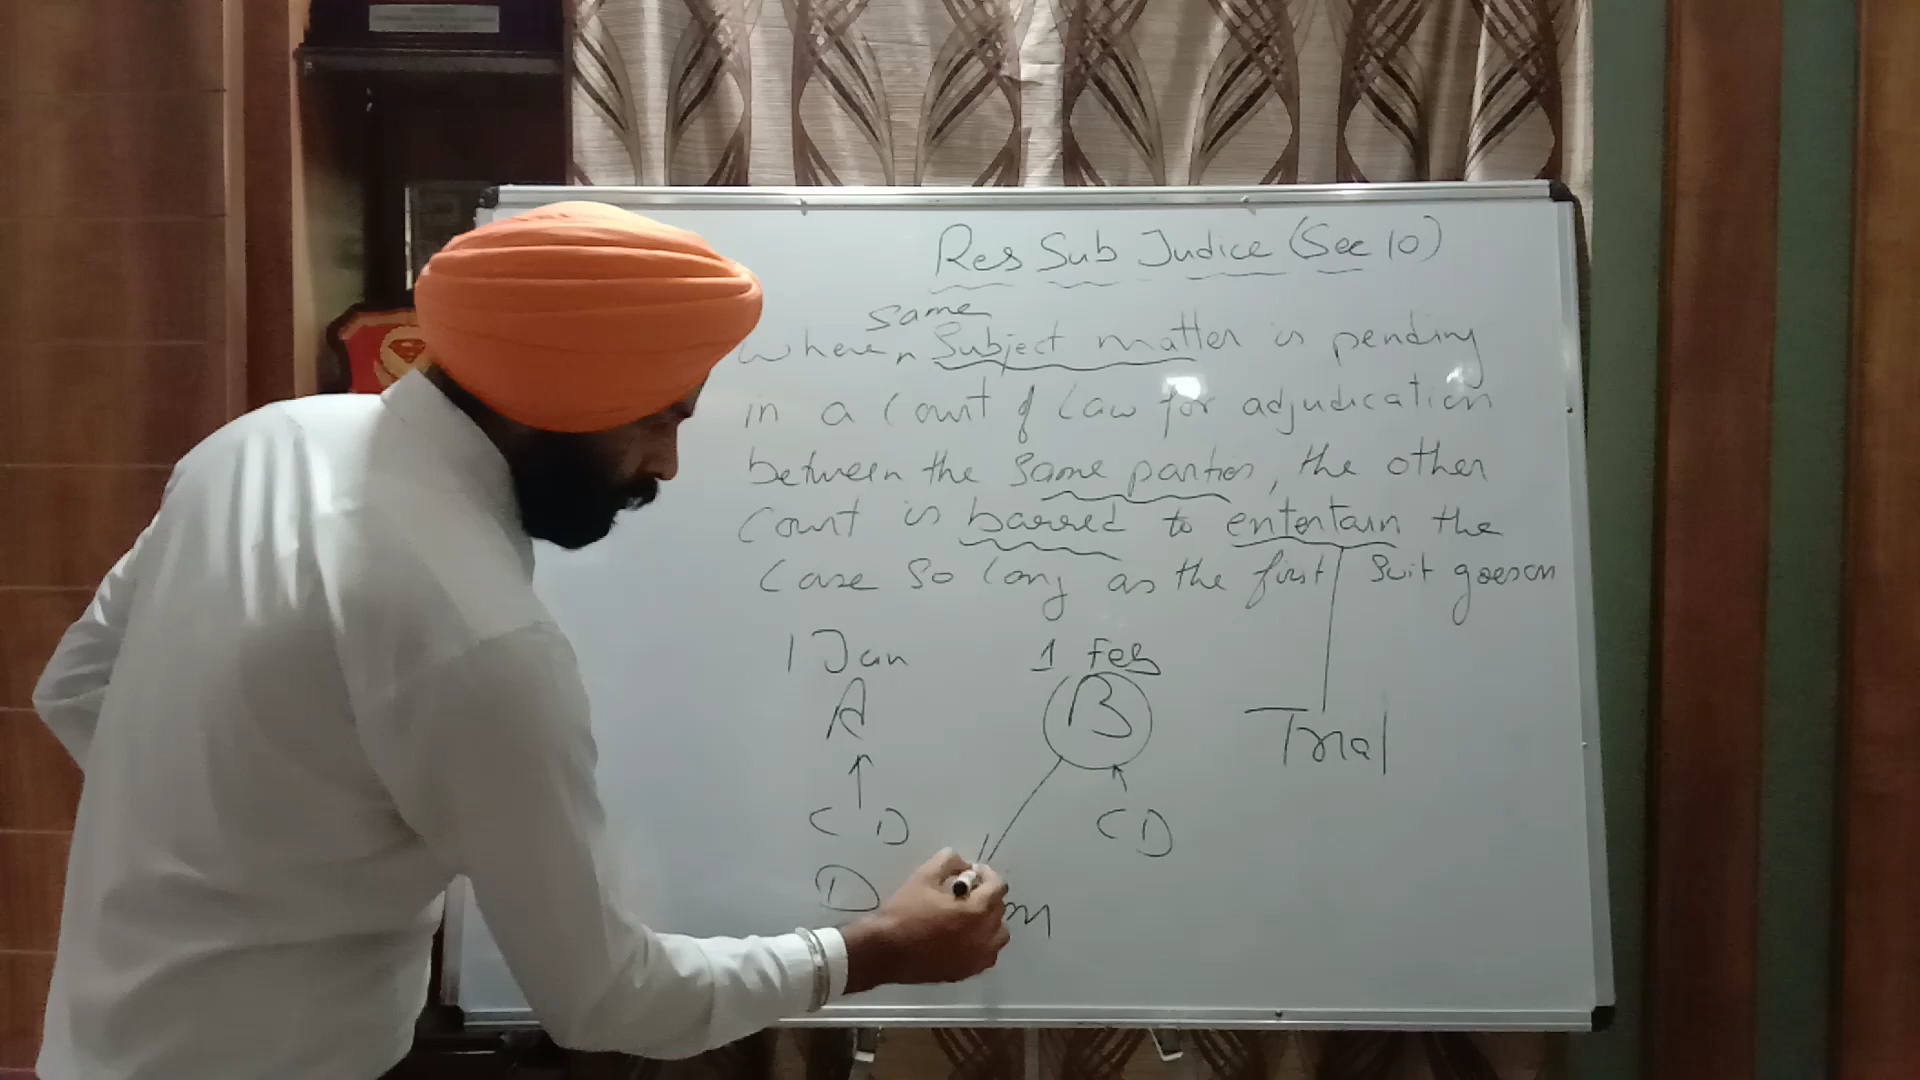 Res Sub Judice (Sec 10)
same
where ^ Subject matter is pending
in a Court of Law for adjudication
between the same parties, the other
Court is barred to entertain the
Case so long as the first suit goeson
1 Jan 1 Feb
A B Trial
C D C D
D